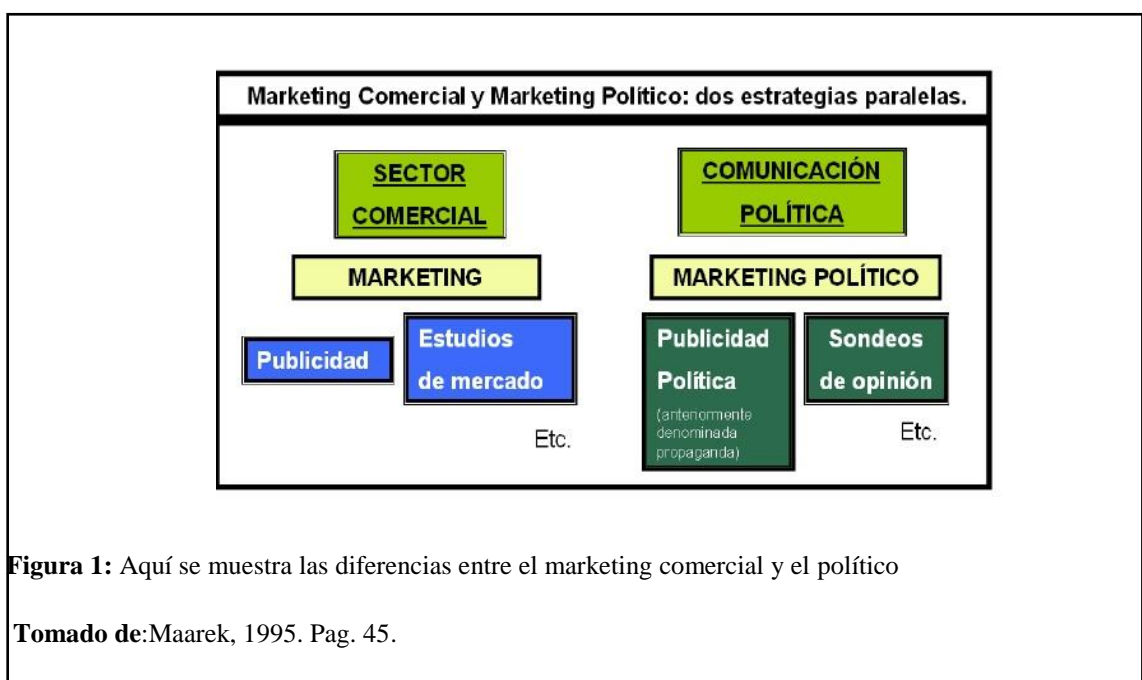 Marketing Comercial y Marketing Político: dos estrategias paralelas.
SECTOR
COMERCIAL
MARKETING
Publicidad
Estudios
de mercado
Etc.
COMUNICACIÓN
POLÍTICA
MARKETING POLÍTICO
Publicidad
Política
(anteriormente
denominada
propaganda)
Sondeos
de opinión
Etc.
Figura 1: Aquí se muestra las diferencias entre el marketing comercial y el político
Tomado de:Maarek, 1995. Pag. 45.